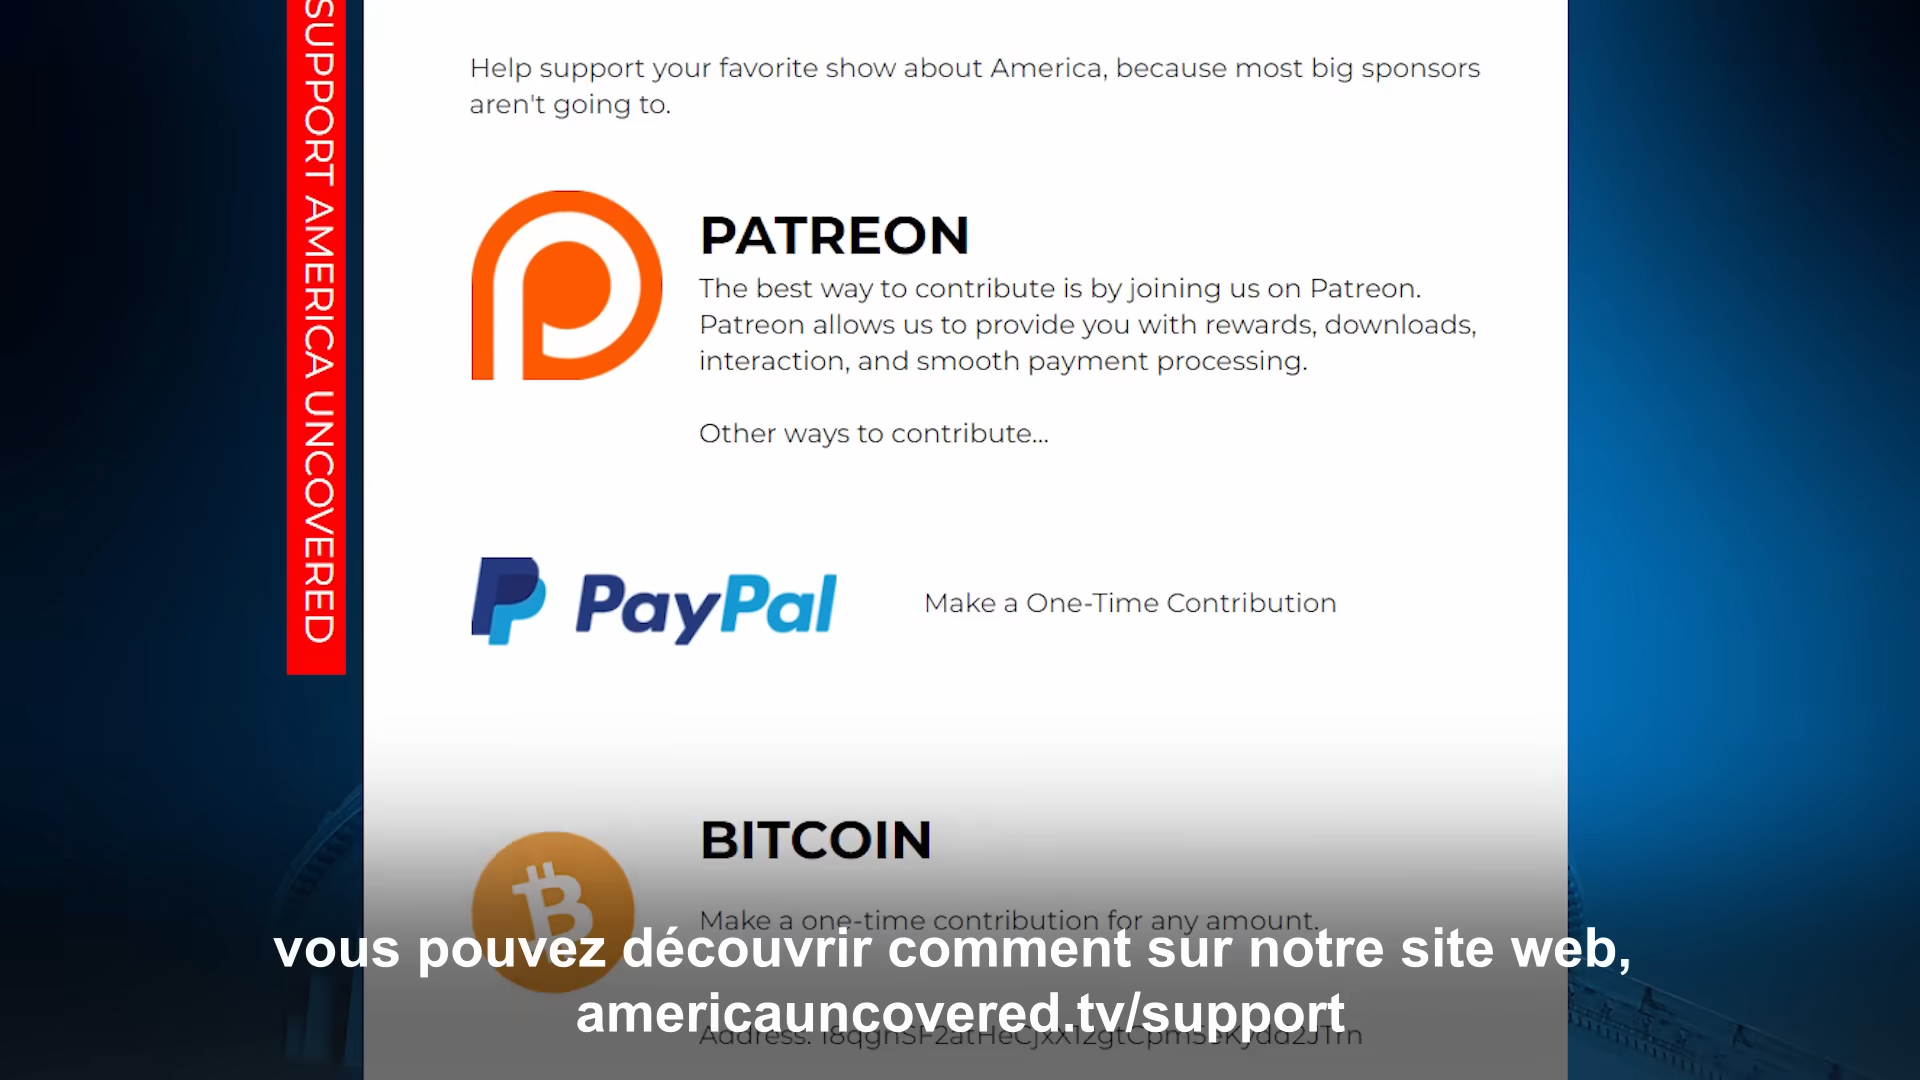 SUPPORT AMERICA UNCOVERED
Help support your favorite show about America, because most big sponsors
aren't going to.
PATREON
The best way to contribute is by joining us on Patreon.
Patreon allows us to provide you with rewards, downloads,
interaction, and smooth payment processing.
Other ways to contribute...
PayPal
Make a One-Time Contribution
BITCOIN
Make a one-time contribution for any amount.
vous pouvez découvrir comment sur notre site web,
americauncovered.tv/support
Address: